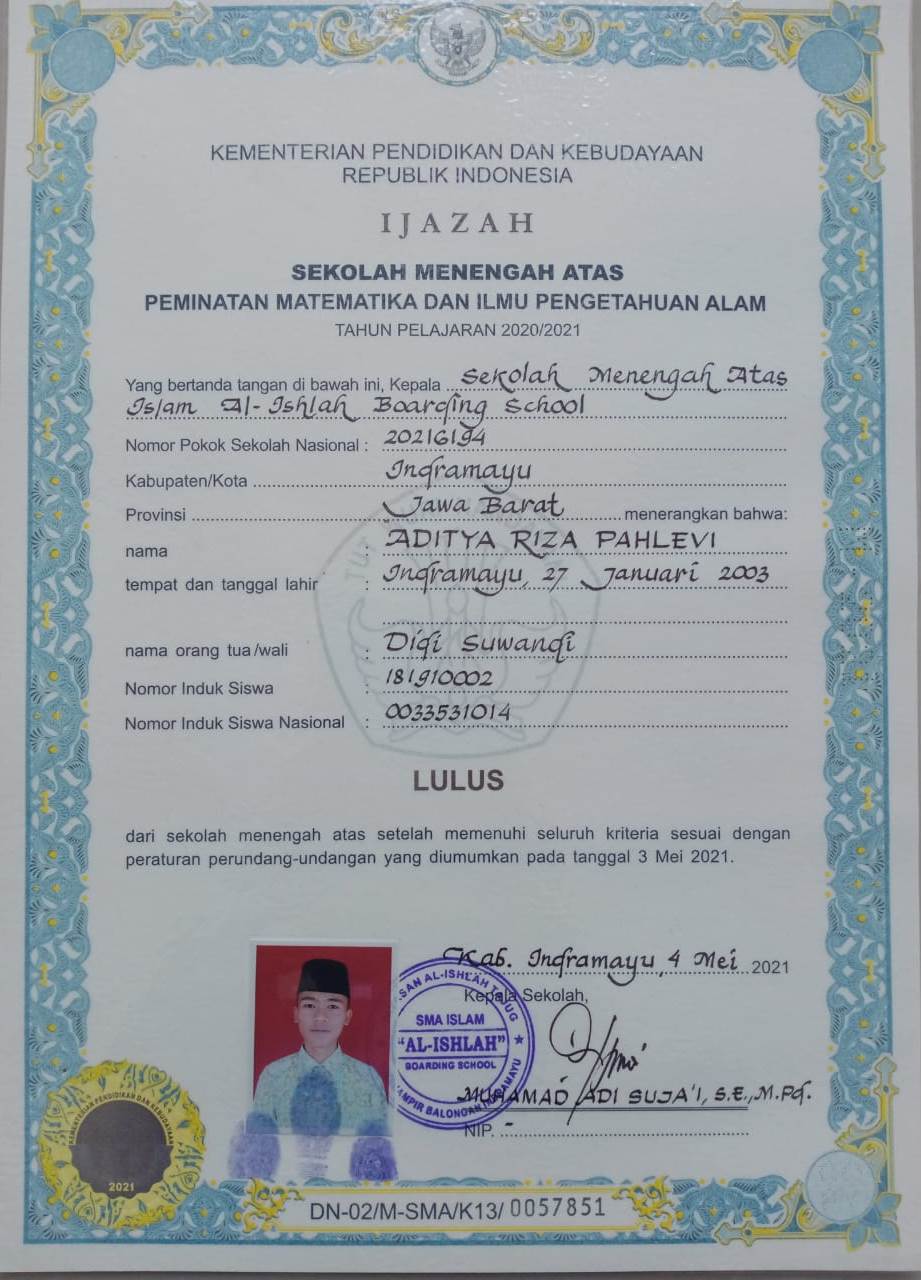 KEMENTERIAN PENDIDIKAN DAN KEBUDAYAAN
REPUBLIK INDONESIA
IJAZAH
SEKOLAH MENENGAH ATAS
PEMINATAN MATEMATIKA DAN ILMU PENGETAHUAN ALAM
TAHUN PELAJARAN 2020/2021
Yang bertanda tangan di bawah ini, Kepala Sekolah Menengah Atas
Islam Al-Ishlah Boarding School
Nomor Pokok Sekolah Nasional : 20216194
Kabupaten/Kota Indramayu
Provinsi Jawa Barat menerangkan bahwa:
nama : ADITYA RIZA PAHLEVI
tempat dan tanggal lahir : Indramayu, 27 Januari 2003
nama orang tua/wali : Didi Suwandi
Nomor Induk Siswa : 181910002
Nomor Induk Siswa Nasional : 0033531014
LULUS
dari sekolah menengah atas setelah memenuhi seluruh kriteria sesuai dengan
peraturan perundang-undangan yang diumumkan pada tanggal 3 Mei 2021.
Kab. Indramayu, 4 Mei 2021
Kepala Sekolah,
AL-ISHLAH TAJUG
SMA ISLAM
"AL-ISHLAH"
BOARDING SCHOOL
BALONGAN INDRAMAYU
MUHAMAD ADI SUJA'I, S.E., M.Pd.
NIP. -
KEMENTERIAN PENDIDIKAN DAN KEBUDAYAAN
2021
DN-02/M-SMA/K13/ 0057851